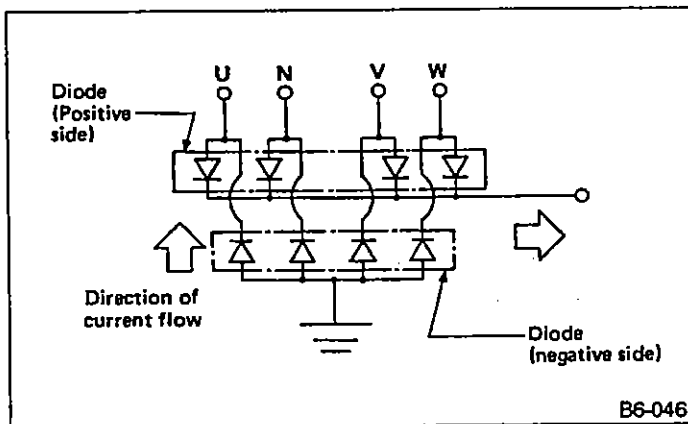 U N V W
Diode
(Positive
side)
Direction of
current flow
Diode
(negative side)
B6-046